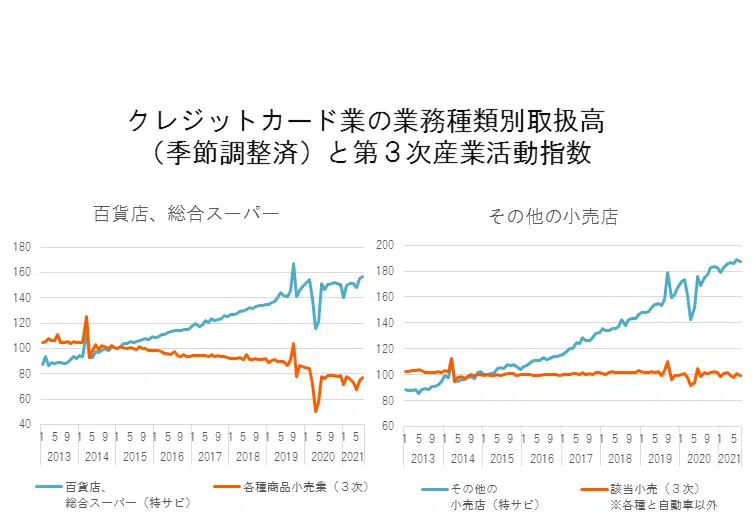 クレジットカード業の業務種類別取扱高
（季節調整済）と第３次産業活動指数
百貨店、総合スーパー
180
160
140
120
100
80
60
40
1 5 9 1 5 9 1 5 9 1 5 9 1 5 9 1 5 9 1 5 9 1 5 9 1 5
2013 2014 2015 2016 2017 2018 2019 2020 2021
百貨店、
総合スーパー（特サビ）
各種商品小売業（３次）
その他の小売店
200
180
160
140
120
100
80
60
1 5 9 1 5 9 1 5 9 1 5 9 1 5 9 1 5 9 1 5 9 1 5 9 1 5
2013 2014 2015 2016 2017 2018 2019 2020 2021
その他の
小売店（特サビ）
該当小売（３次）
※各種と自動車以外